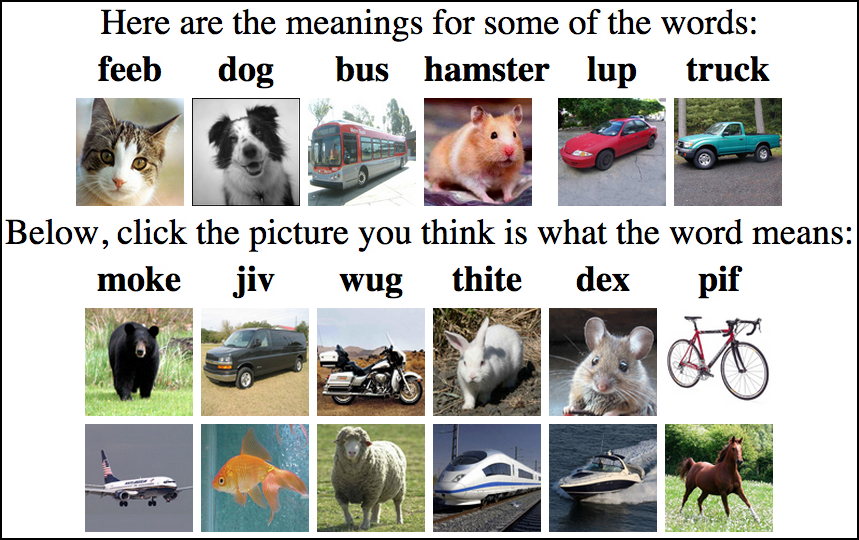 Here are the meanings for some of the words:
feeb dog bus hamster lup truck
Below, click the picture you think is what the word means:
moke jiv wug thite dex pif